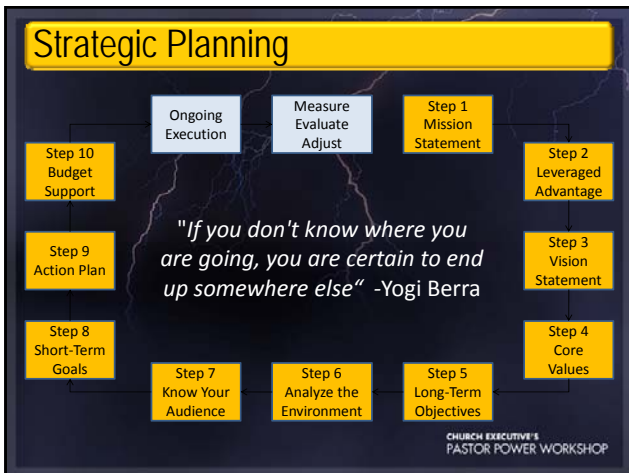 Strategic Planning
Ongoing
Execution
Measure
Evaluate
Adjust
Step 1
Mission
Statement
Step 2
Leveraged
Advantage
Step 3
Vision
Statement
Step 4
Core
Values
Step 5
Long-Term
Objectives
Step 6
Analyze the
Environment
Step 7
Know Your
Audience
Step 8
Short-Term
Goals
Step 9
Action Plan
Step 10
Budget
Support
"If you don't know where you
are going, you are certain to end
up somewhere else“ -Yogi Berra
CHURCH EXECUTIVE'S
PASTOR POWER WORKSHOP